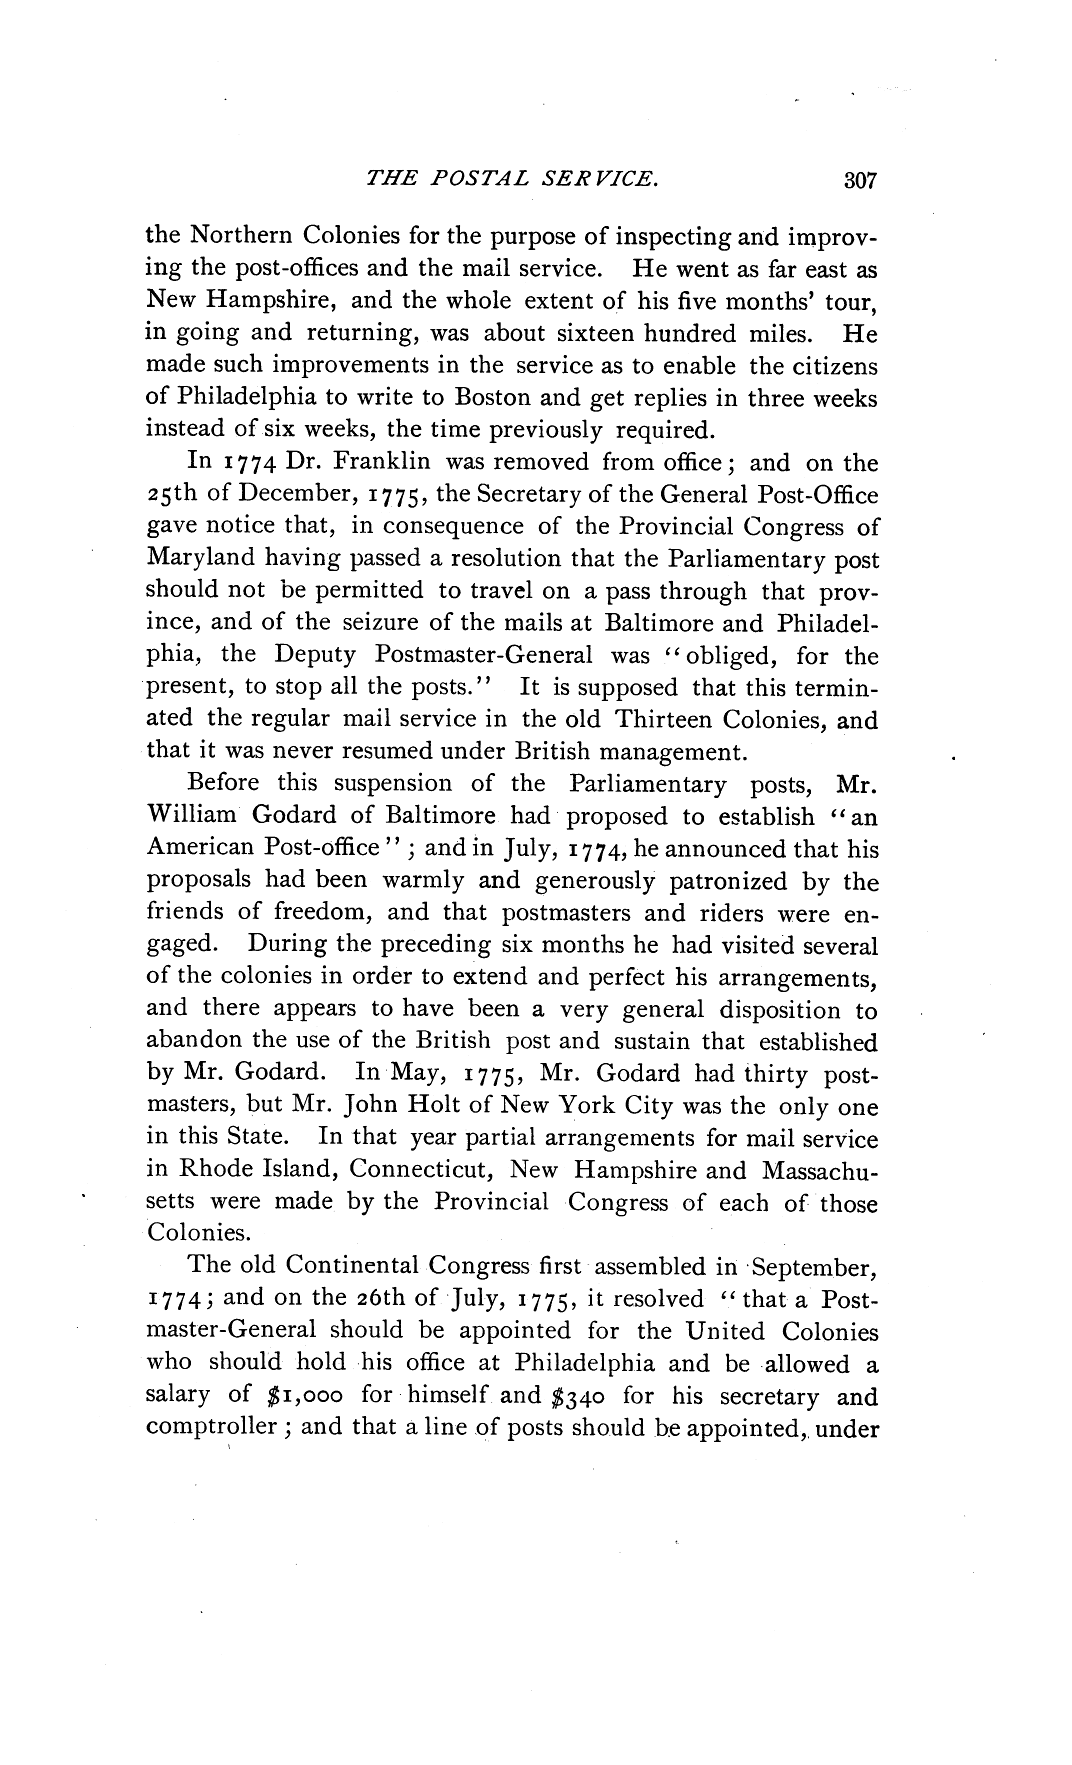 THE POSTAL SERVICE. 307
the Northern Colonies for the purpose of inspecting and improv-
ing the post-offices and the mail service. He went as far east as
New Hampshire, and the whole extent of his five months' tour,
in going and returning, was about sixteen hundred miles. He
made such improvements in the service as to enable the citizens
of Philadelphia to write to Boston and get replies in three weeks
instead of six weeks, the time previously required.
In 1774 Dr. Franklin was removed from office; and on the
25th of December, 1775, the Secretary of the General Post-Office
gave notice that, in consequence of the Provincial Congress of
Maryland having passed a resolution that the Parliamentary post
should not be permitted to travel on a pass through that prov-
ince, and of the seizure of the mails at Baltimore and Philadel-
phia, the Deputy Postmaster-General was "obliged, for the
present, to stop all the posts." It is supposed that this termin-
ated the regular mail service in the old Thirteen Colonies, and
that it was never resumed under British management.
Before this suspension of the Parliamentary posts, Mr.
William Godard of Baltimore had proposed to establish "an
American Post-office"; and in July, 1774, he announced that his
proposals had been warmly and generously patronized by the
friends of freedom, and that postmasters and riders were en-
gaged. During the preceding six months he had visited several
of the colonies in order to extend and perfect his arrangements,
and there appears to have been a very general disposition to
abandon the use of the British post and sustain that established
by Mr. Godard. In May, 1775, Mr. Godard had thirty post-
masters, but Mr. John Holt of New York City was the only one
in this State. In that year partial arrangements for mail service
in Rhode Island, Connecticut, New Hampshire and Massachu-
setts were made by the Provincial Congress of each of those
Colonies.
The old Continental Congress first assembled in September,
1774; and on the 26th of July, 1775, it resolved "that a Post-
master-General should be appointed for the United Colonies
who should hold his office at Philadelphia and be allowed a
salary of $1,000 for himself and $340 for his secretary and
comptroller; and that a line of posts should be appointed, under